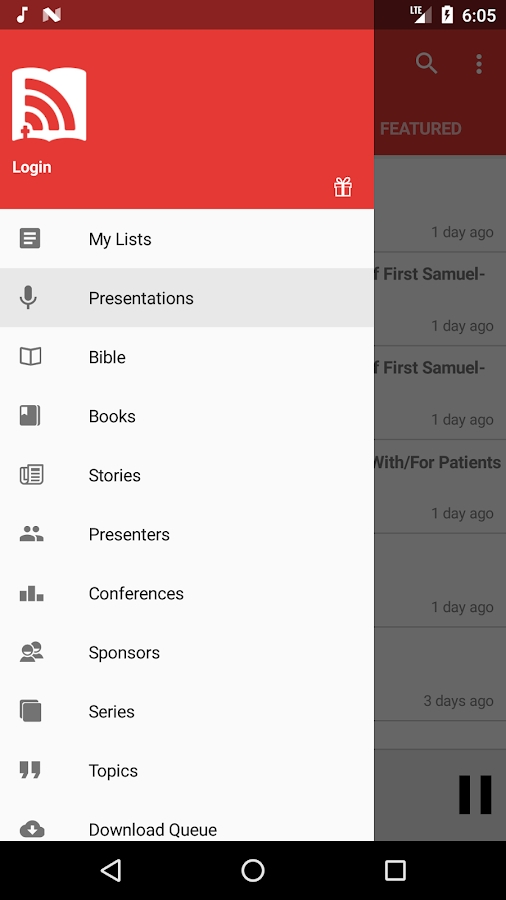 LTE 6:05
FEATURED
Login
My Lists
1 day ago
Presentations
f First Samuel-
1 day ago
Bible
f First Samuel-
Books
1 day ago
Stories
With/For Patients
1 day ago
Presenters
Conferences
1 day ago
Sponsors
3 days ago
Series
Topics
Download Queue